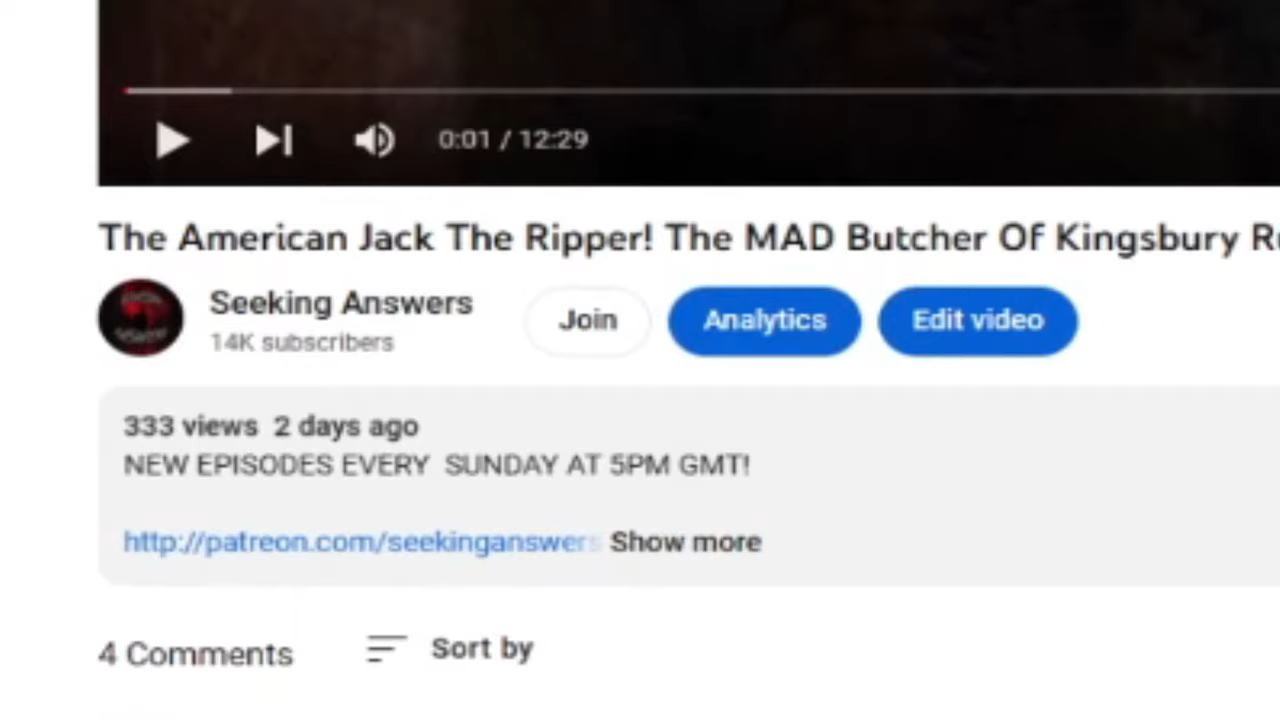 0:01 / 12:29
The American Jack The Ripper! The MAD Butcher Of Kingsbury
Seeking Answers
14K subscribers
Join
Analytics
Edit video
333 views 2 days ago
NEW EPISODES EVERY SUNDAY AT 5PM GMT!
http://patreon.com/seekinganswers Show more
4 Comments
Sort by